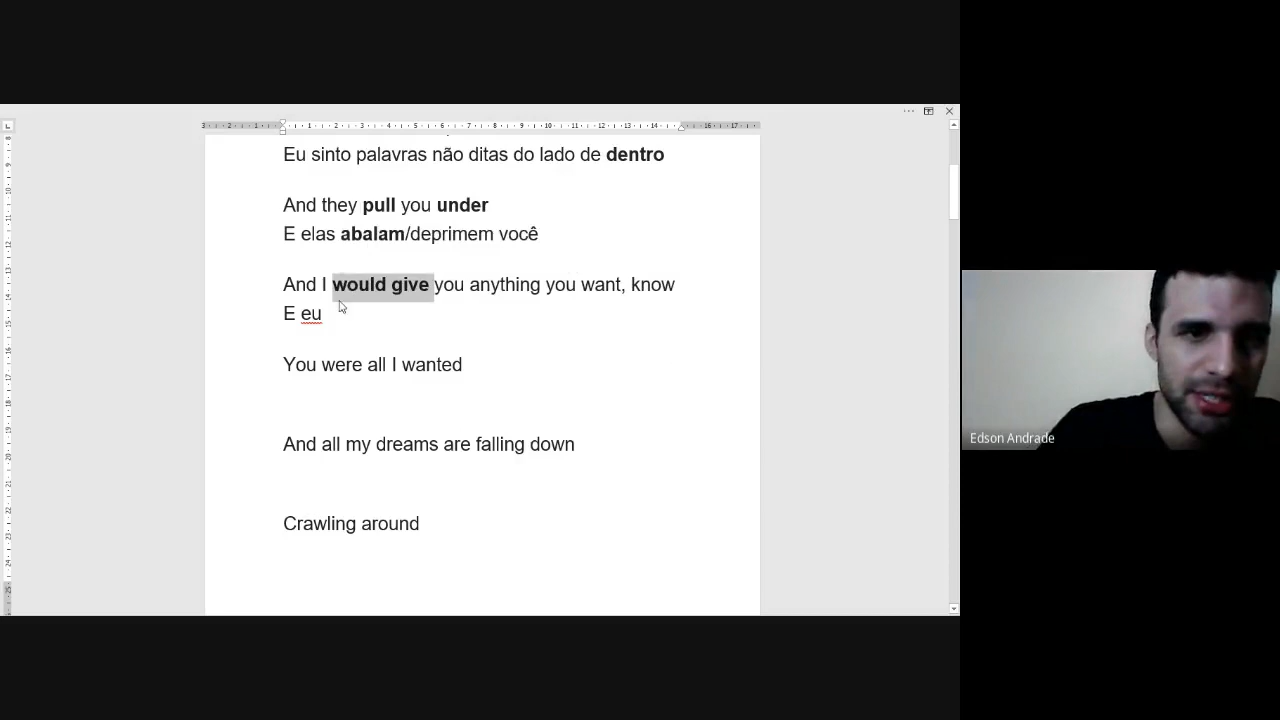 Eu sinto palavras não ditas do lado de dentro
And they pull you under
E elas abalam/deprimem você
And I would give you anything you want, know
E eu
You were all I wanted
And all my dreams are falling down
Crawling around
Edson Andrade